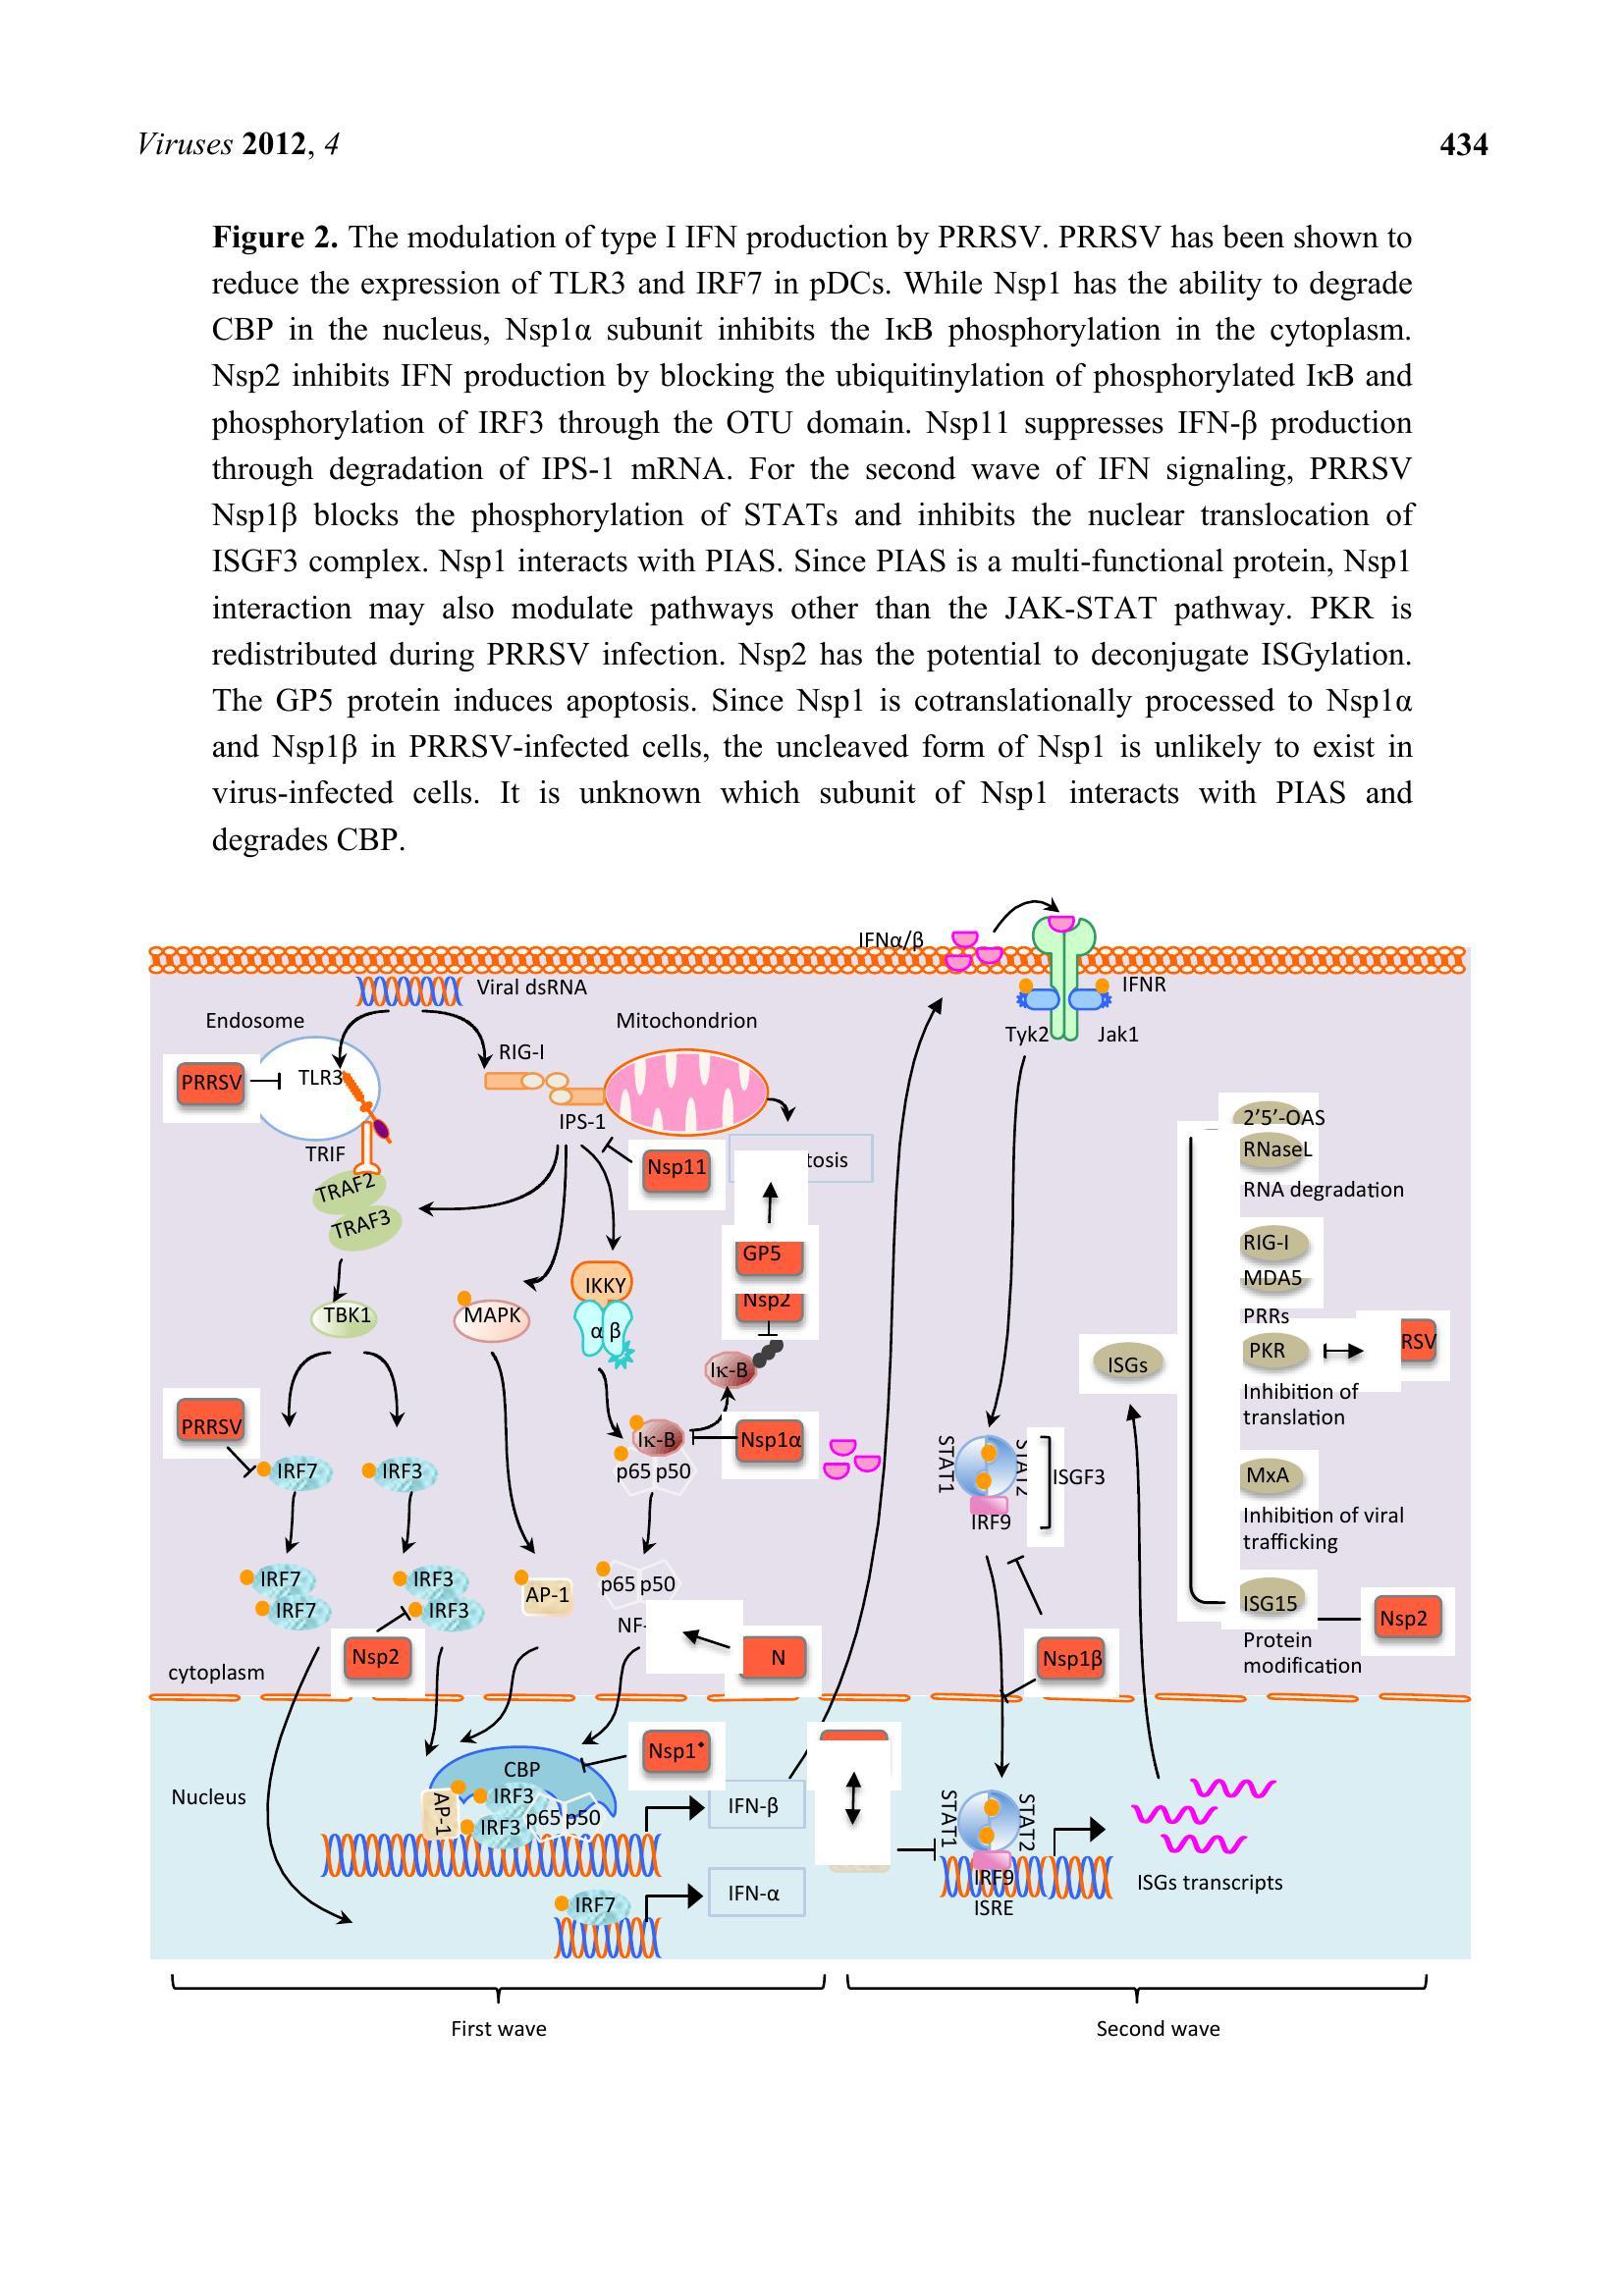 Viruses 2012, 4
434
Figure 2. The modulation of type I IFN production by PRRSV. PRRSV has been shown to
reduce the expression of TLR3 and IRF7 in pDCs. While Nsp1 has the ability to degrade
CBP in the nucleus, Nsp1α subunit inhibits the IκB phosphorylation in the cytoplasm.
Nsp2 inhibits IFN production by blocking the ubiquitinylation of phosphorylated IκB and
phosphorylation of IRF3 through the OTU domain. Nsp11 suppresses IFN-β production
through degradation of IPS-1 mRNA. For the second wave of IFN signaling, PRRSV
Nsp1β blocks the phosphorylation of STATs and inhibits the nuclear translocation of
ISGF3 complex. Nsp1 interacts with PIAS. Since PIAS is a multi-functional protein, Nsp1
interaction may also modulate pathways other than the JAK-STAT pathway. PKR is
redistributed during PRRSV infection. Nsp2 has the potential to deconjugate ISGylation.
The GP5 protein induces apoptosis. Since Nsp1 is cotranslationally processed to Nsp1α
and Nsp1β in PRRSV-infected cells, the uncleaved form of Nsp1 is unlikely to exist in
virus-infected cells. It is unknown which subunit of Nsp1 interacts with PIAS and
degrades CBP.
IFNα/β
Viral dsRNA
IFNR
Endosome
Mitochondrion
Tyk2
Jak1
RIG-I
PRRSV
TLR3
IPS-1
2'5'-OAS
RNaseL
TRIF
Nsp11
tosis
TRAF2
RNA degradation
TRAF3
GP5
RIG-I
IKKY
MDA5
Nsp2
TBK1
MAPK
PRRs
α β
RSV
PKR
Iκ-B
ISGs
Inhibition of
translation
PRRSV
Iκ-B
Nsp1α
STAT1
STAT2
IRF7
IRF3
p65 p50
ISGF3
MxA
IRF9
Inhibition of viral
trafficking
IRF7
IRF3
p65 p50
AP-1
IRF7
IRF3
ISG15
Nsp2
NF-
Protein
modification
Nsp2
N
Nsp1β
cytoplasm
Nsp1
CBP
Nucleus
AP-1
IRF3
IFN-β
p65 p50
IRF3
STAT1
STAT2
IRF9
ISGs transcripts
IFN-α
IRF7
ISRE
First wave
Second wave